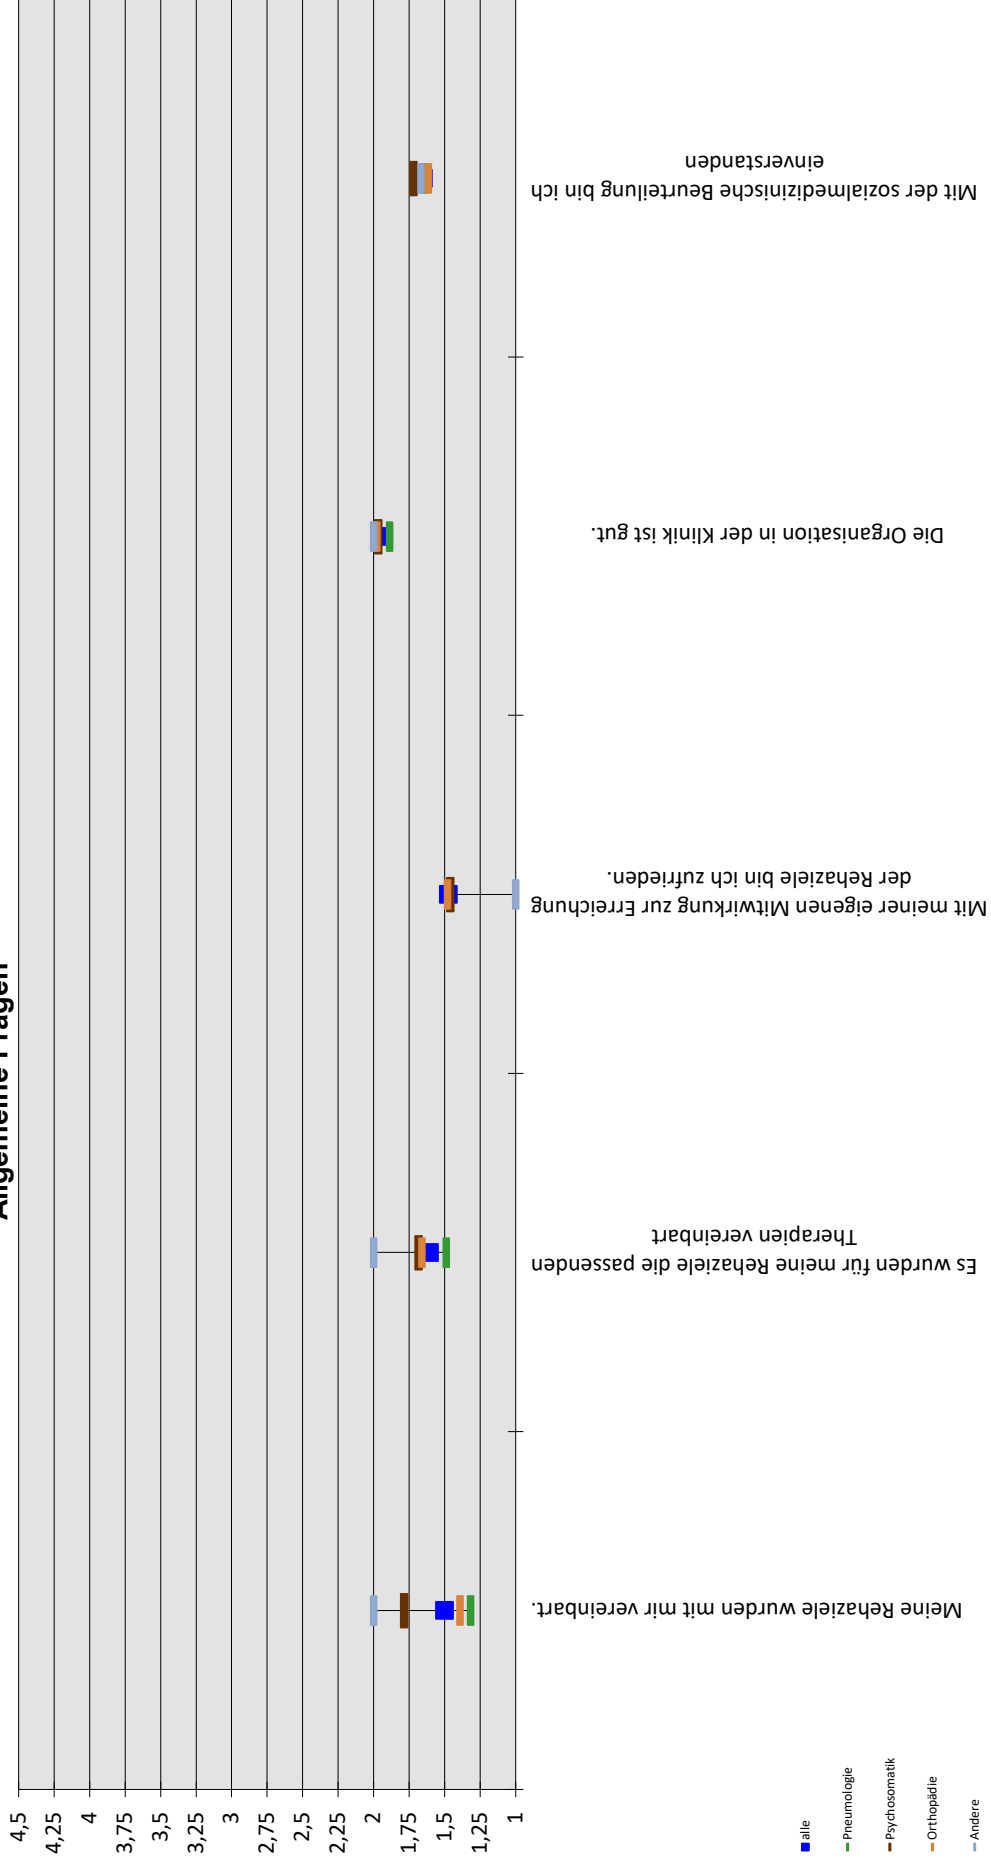 Allgemeine Fragen
4,5
4,25
4
3,75
3,5
3,25
3
2,75
2,5
2,25
2
1,75
1,5
1,25
1
Meine Rehaziele wurden mit mir vereinbart.
Es wurden für meine Rehaziele die passenden
Therapien vereinbart
Mit meiner eigenen Mitwirkung zur Erreichung
der Rehaziele bin ich zufrieden.
Die Organisation in der Klinik ist gut.
Mit der sozialmedizinische Beurteilung bin ich
einverstanden
alle
Pneumologie
Psychosomatik
Orthopädie
Andere